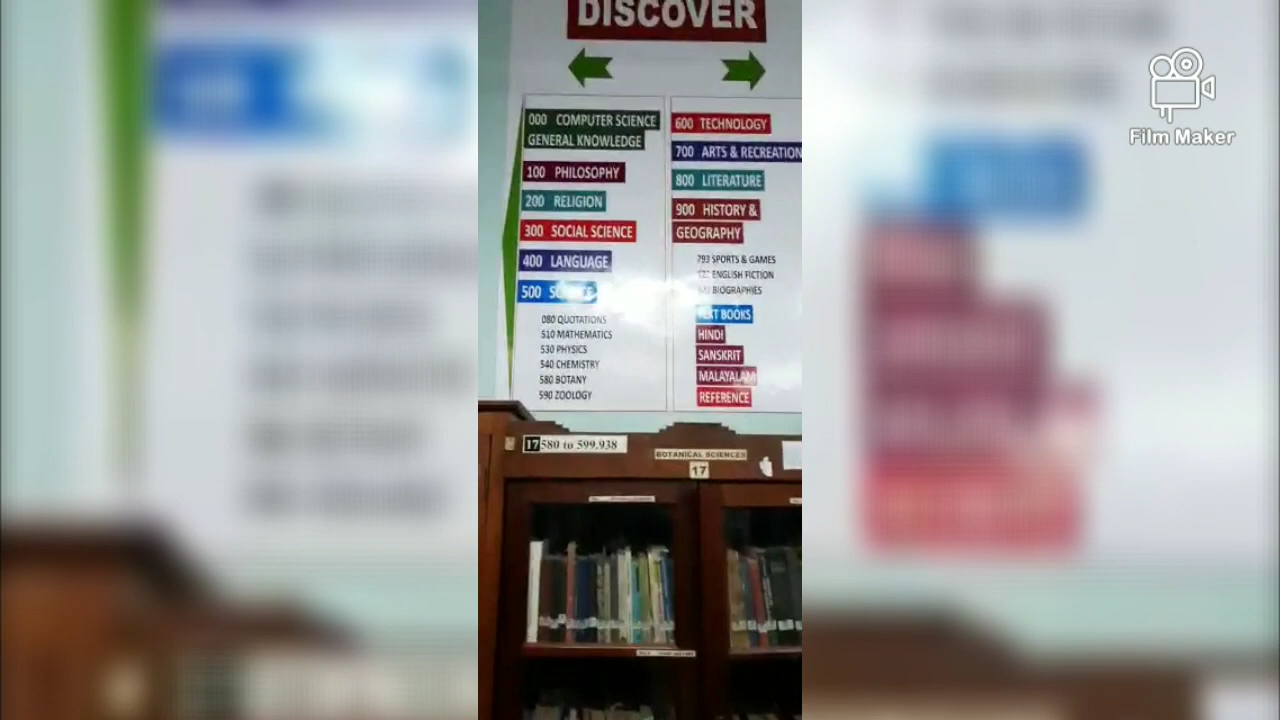 DISCOVER
000 COMPUTER SCIENCE
GENERAL KNOWLEDGE
100 PHILOSOPHY
200 RELIGION
300 SOCIAL SCIENCE
400 LANGUAGE
500
080 QUOTATIONS
510 MATHEMATICS
530 PHYSICS
540 CHEMISTRY
580 BOTANY
590 ZOOLOGY
600 TECHNOLOGY
700 ARTS & RECREATION
800 LITERATURE
900 HISTORY &
GEOGRAPHY
793 SPORTS & GAMES
ENGLISH FICTION
BIOGRAPHIES
TEXT BOOKS
HINDI
SANSKRIT
MALAYALAM
REFERENCE
17 580 to 599.938
BOTANICAL SCIENCES
17
Film Maker